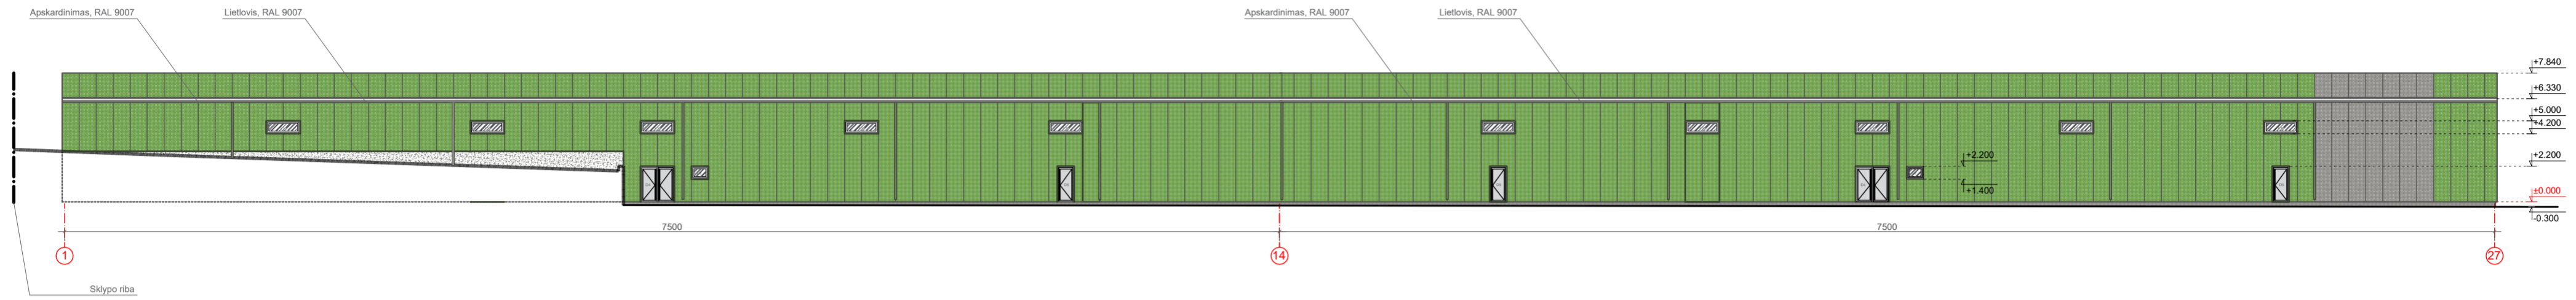 Apskardinimas, RAL 9007
Lietlovis, RAL 9007
Apskardinimas, RAL 9007
Lietlovis, RAL 9007
+7.840
+6.330
+5.000
+4.200
+2.200
+1.400
+2.200
±0.000
-0.300
7500
7500
1
14
27
Sklypo riba